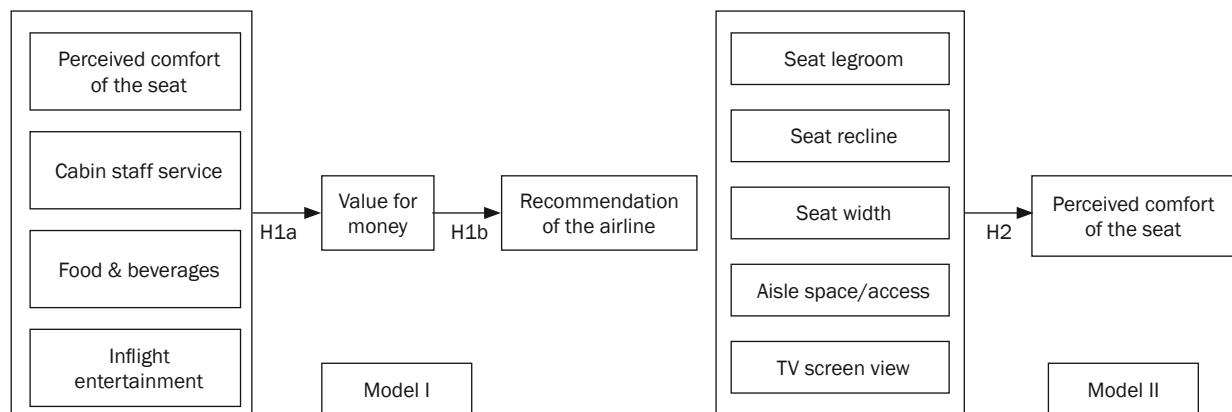 Perceived comfort
of the seat
Cabin staff service
Food & beverages
Inflight
entertainment
H1a
Value for
money
H1b
Recommendation
of the airline
Model I
Seat legroom
Seat recline
Seat width
Aisle space/access
TV screen view
H2
Perceived comfort
of the seat
Model II